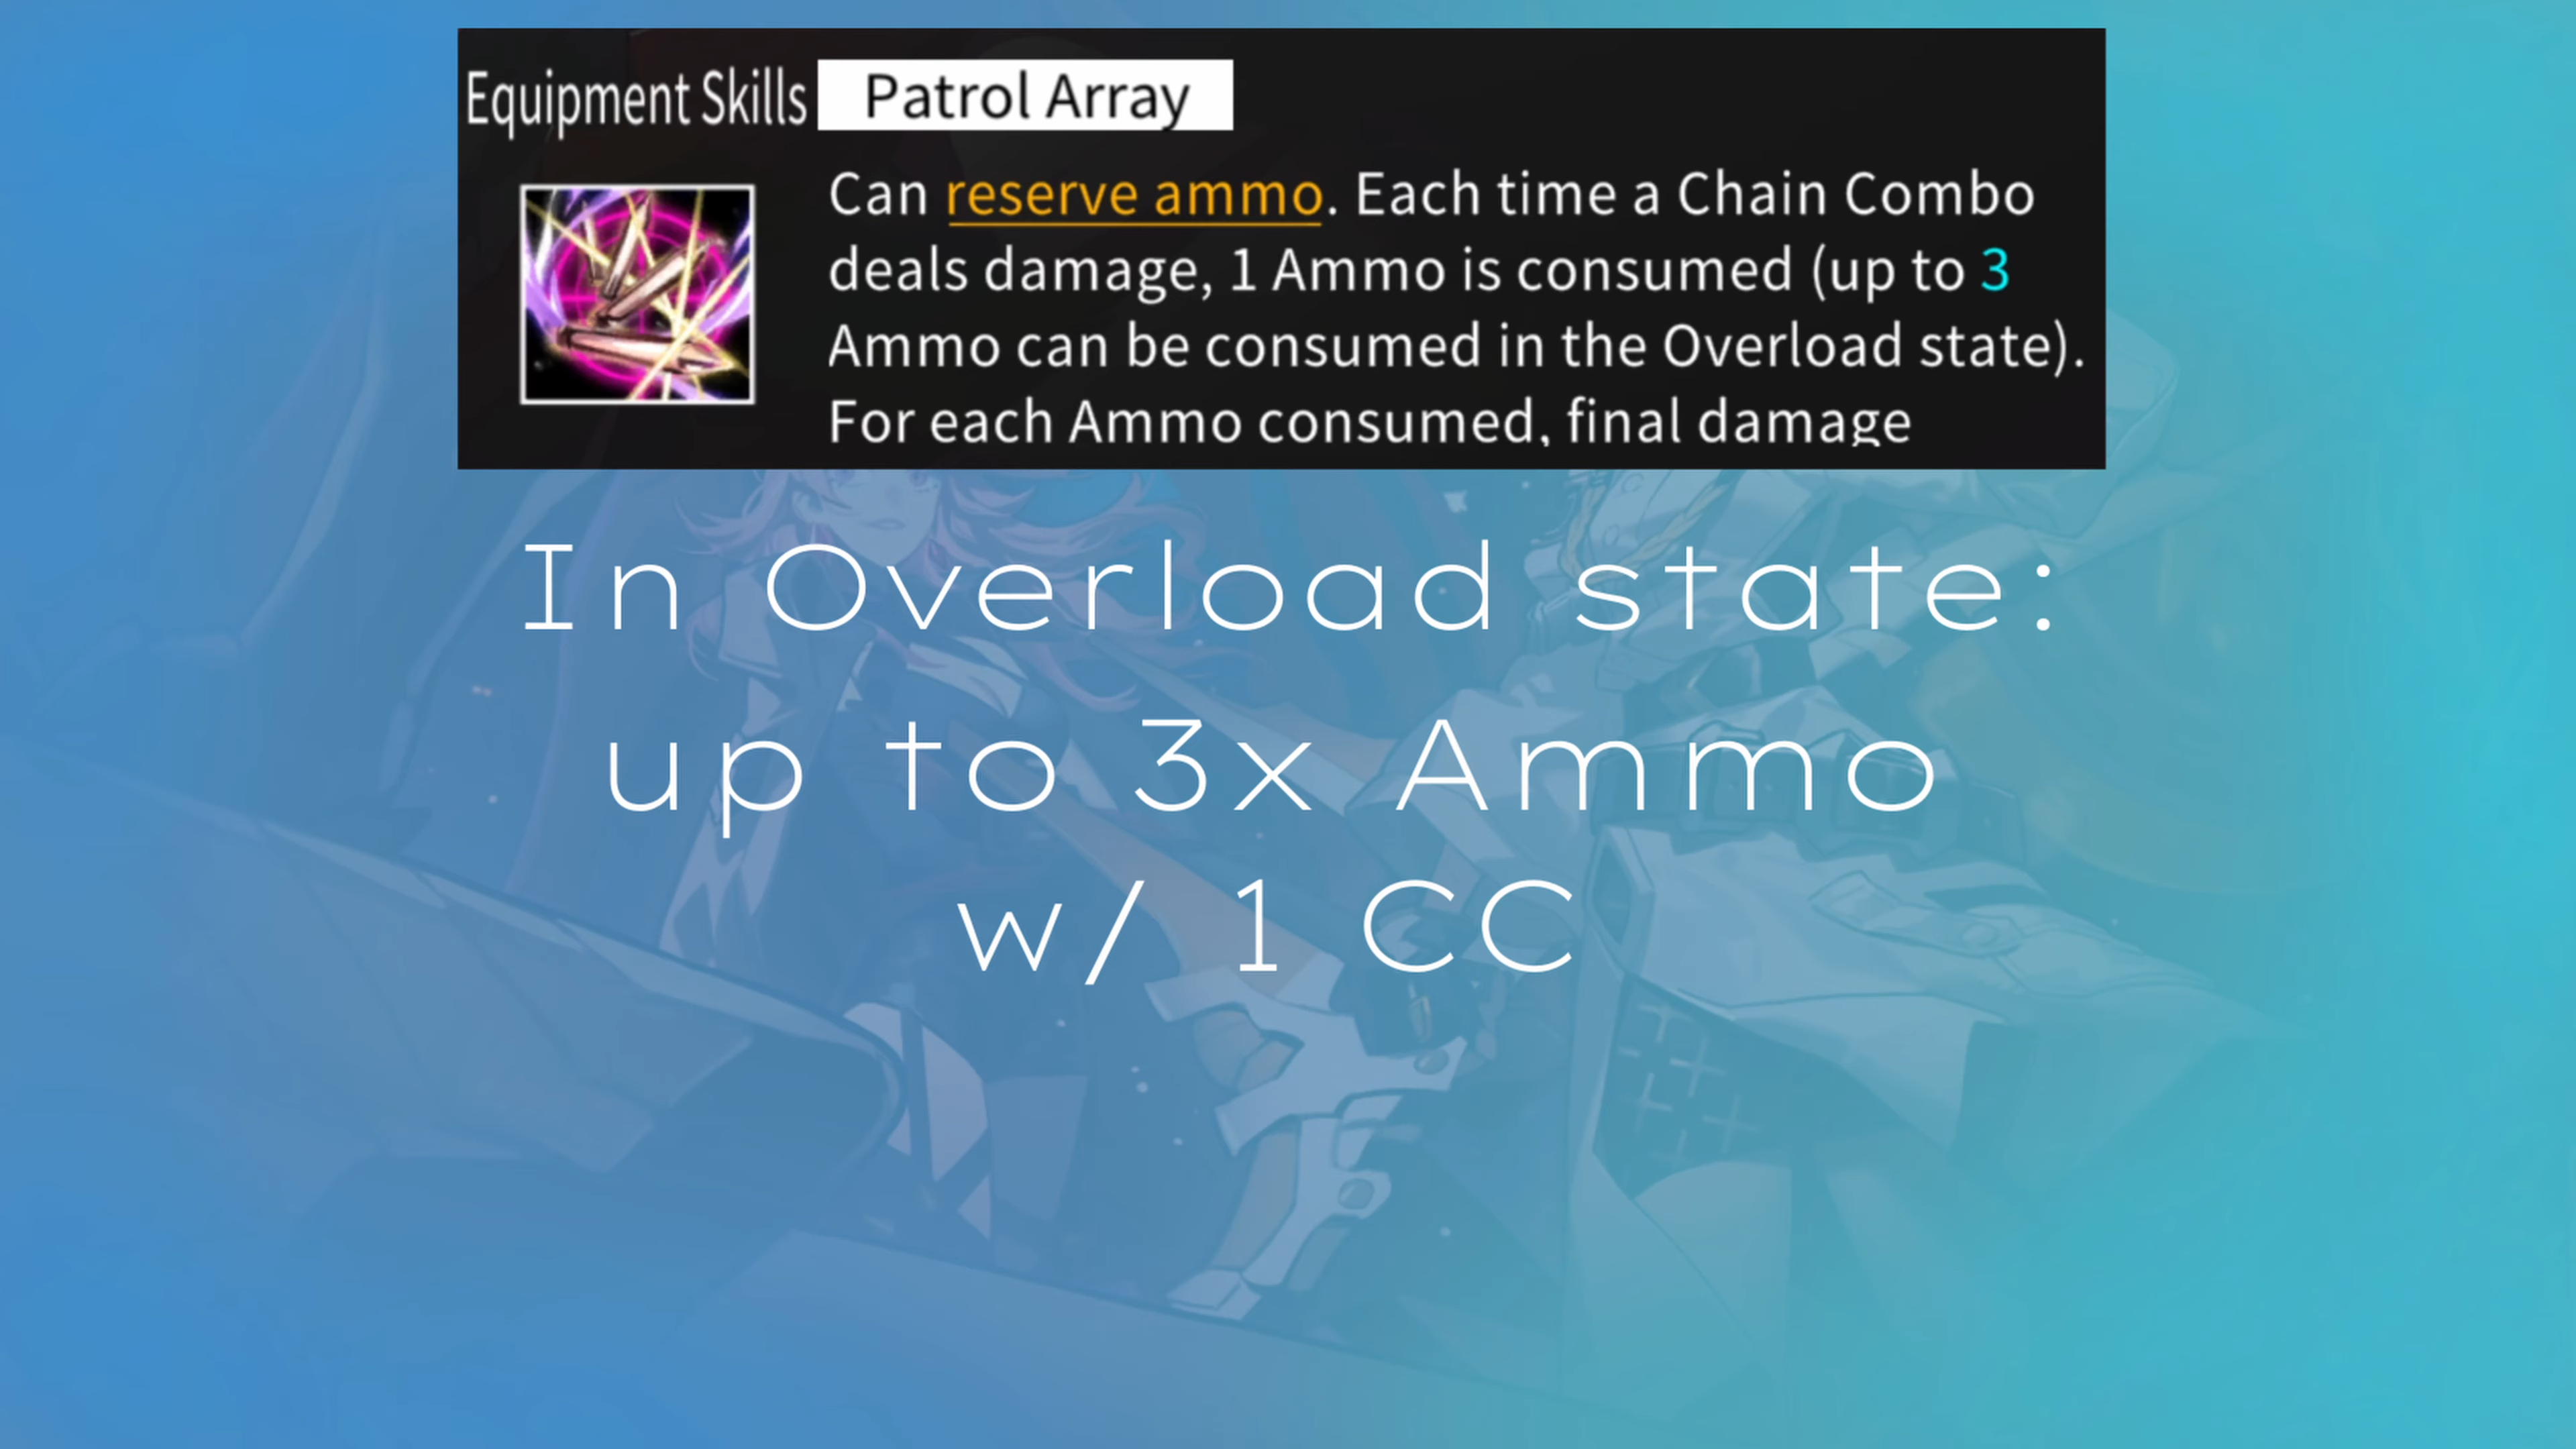 Equipment Skills Patrol Array
Can reserve ammo. Each time a Chain Combo
deals damage, 1 Ammo is consumed (up to 3
Ammo can be consumed in the Overload state).
For each Ammo consumed, final damage
In Overload state:
up to 3x Ammo
w/ 1 CC